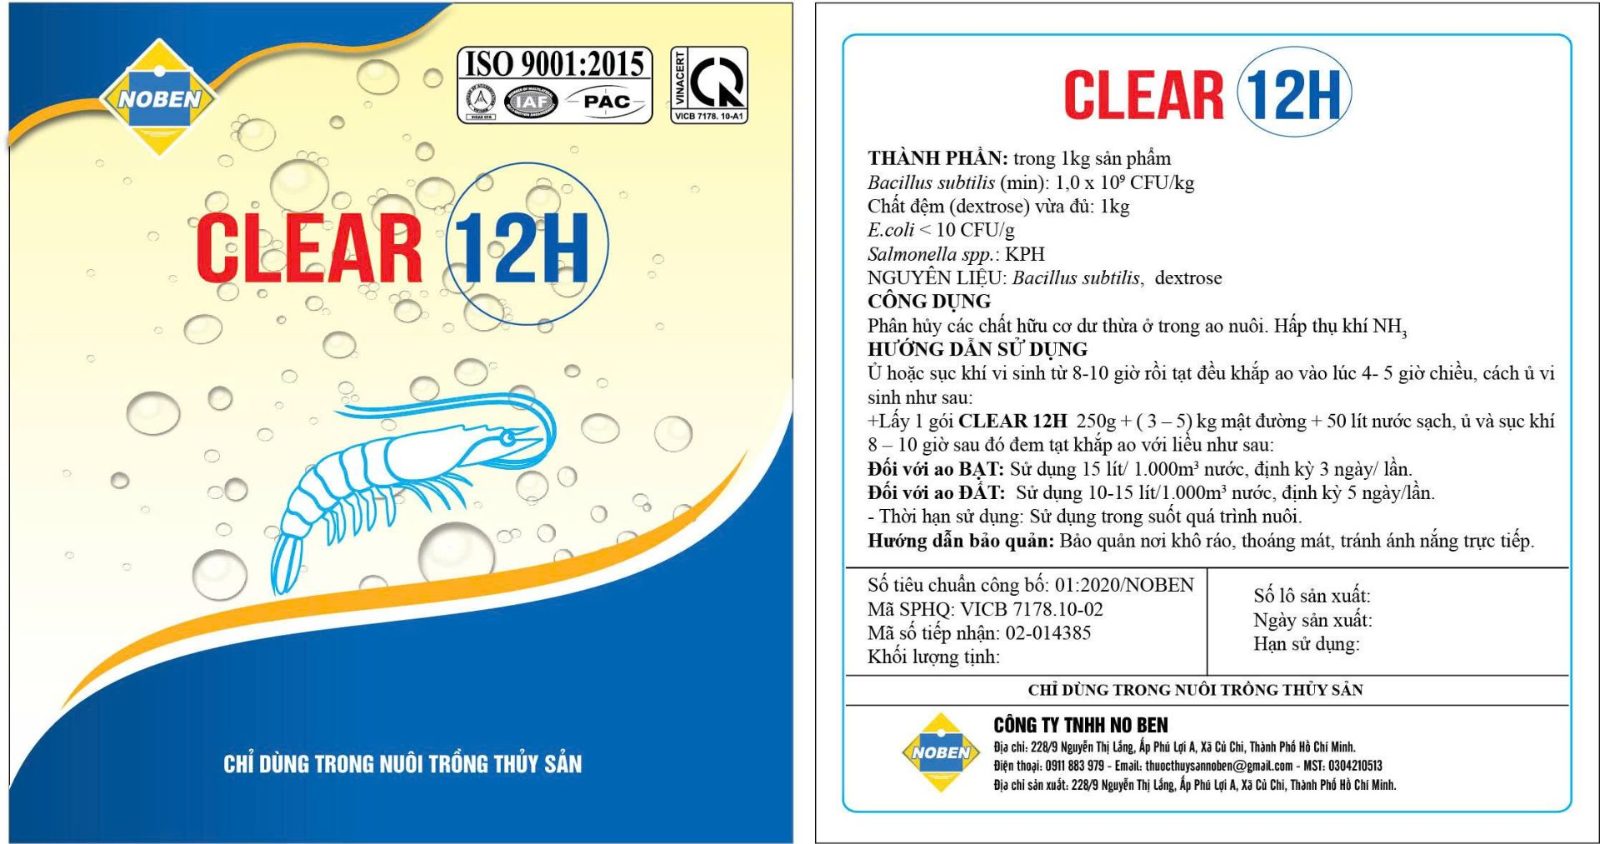 NOBEN
ISO 9001:2015
IAF
PAC
VINACERT
VICB 7178. 10-A1
CLEAR 12H
CHỈ DÙNG TRONG NUÔI TRỒNG THỦY SẢN
CLEAR 12H
THÀNH PHẦN: trong 1kg sản phẩm
Bacillus subtilis (min): 1,0 x 10⁹ CFU/kg
Chất đệm (dextrose) vừa đủ: 1kg
E.coli < 10 CFU/g
Salmonella spp.: KPH
NGUYÊN LIỆU: Bacillus subtilis, dextrose
CÔNG DỤNG
Phân hủy các chất hữu cơ dư thừa ở trong ao nuôi. Hấp thụ khí NH₃
HƯỚNG DẪN SỬ DỤNG
Ủ hoặc sục khí vi sinh từ 8-10 giờ rồi tạt đều khắp ao vào lúc 4- 5 giờ chiều, cách ủ vi
sinh như sau:
+Lấy 1 gói CLEAR 12H 250g + ( 3 – 5) kg mật đường + 50 lít nước sạch, ủ và sục khí
8 – 10 giờ sau đó đem tạt khắp ao với liều như sau:
Đối với ao BẠT: Sử dụng 15 lít/ 1.000m³ nước, định kỳ 3 ngày/ lần.
Đối với ao ĐẤT: Sử dụng 10-15 lít/1.000m³ nước, định kỳ 5 ngày/lần.
- Thời hạn sử dụng: Sử dụng trong suốt quá trình nuôi.
Hướng dẫn bảo quản: Bảo quản nơi khô ráo, thoáng mát, tránh ánh nắng trực tiếp.
Số tiêu chuẩn công bố: 01:2020/NOBEN
Mã SPHQ: VICB 7178.10-02
Mã số tiếp nhận: 02-014385
Khối lượng tịnh:
Số lô sản xuất:
Ngày sản xuất:
Hạn sử dụng:
CHỈ DÙNG TRONG NUÔI TRỒNG THỦY SẢN
NOBEN
CÔNG TY TNHH NO BEN
Địa chỉ: 228/9 Nguyễn Thị Lắng, Ấp Phú Lợi A, Xã Củ Chi, Thành Phố Hồ Chí Minh.
Điện thoại: 0911 883 979 - Email: thuocthuysannoben@gmail.com - MST: 0304210513
Địa chỉ sản xuất: 228/9 Nguyễn Thị Lắng, Ấp Phú Lợi A, Xã Củ Chi, Thành Phố Hồ Chí Minh.